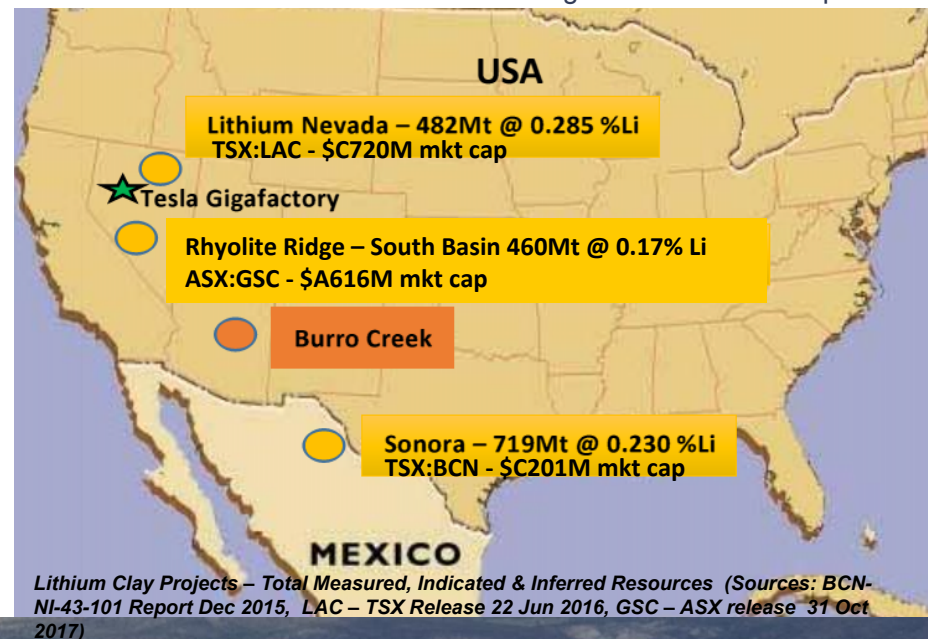 USA
Lithium Nevada – 482Mt @ 0.285 %Li
TSX:LAC - $C720M mkt cap
Tesla Gigafactory
Rhyolite Ridge – South Basin 460Mt @ 0.17% Li
ASX:GSC - $A616M mkt cap
Burro Creek
Sonora – 719Mt @ 0.230 %Li
TSX:BCN - $C201M mkt cap
MEXICO
Lithium Clay Projects – Total Measured, Indicated & Inferred Resources (Sources: BCN-
NI-43-101 Report Dec 2015, LAC – TSX Release 22 Jun 2016, GSC – ASX release 31 Oct
2017)